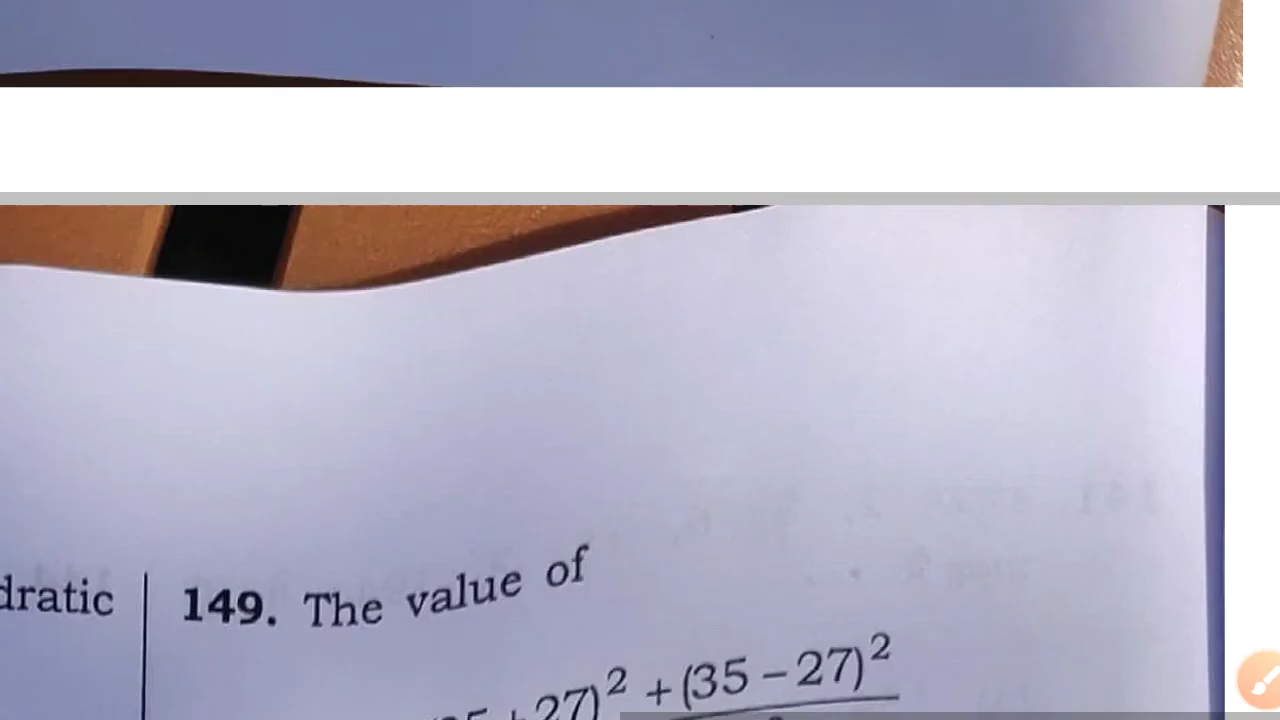 dratic
149. The value of
+27)² + (35 – 27)²